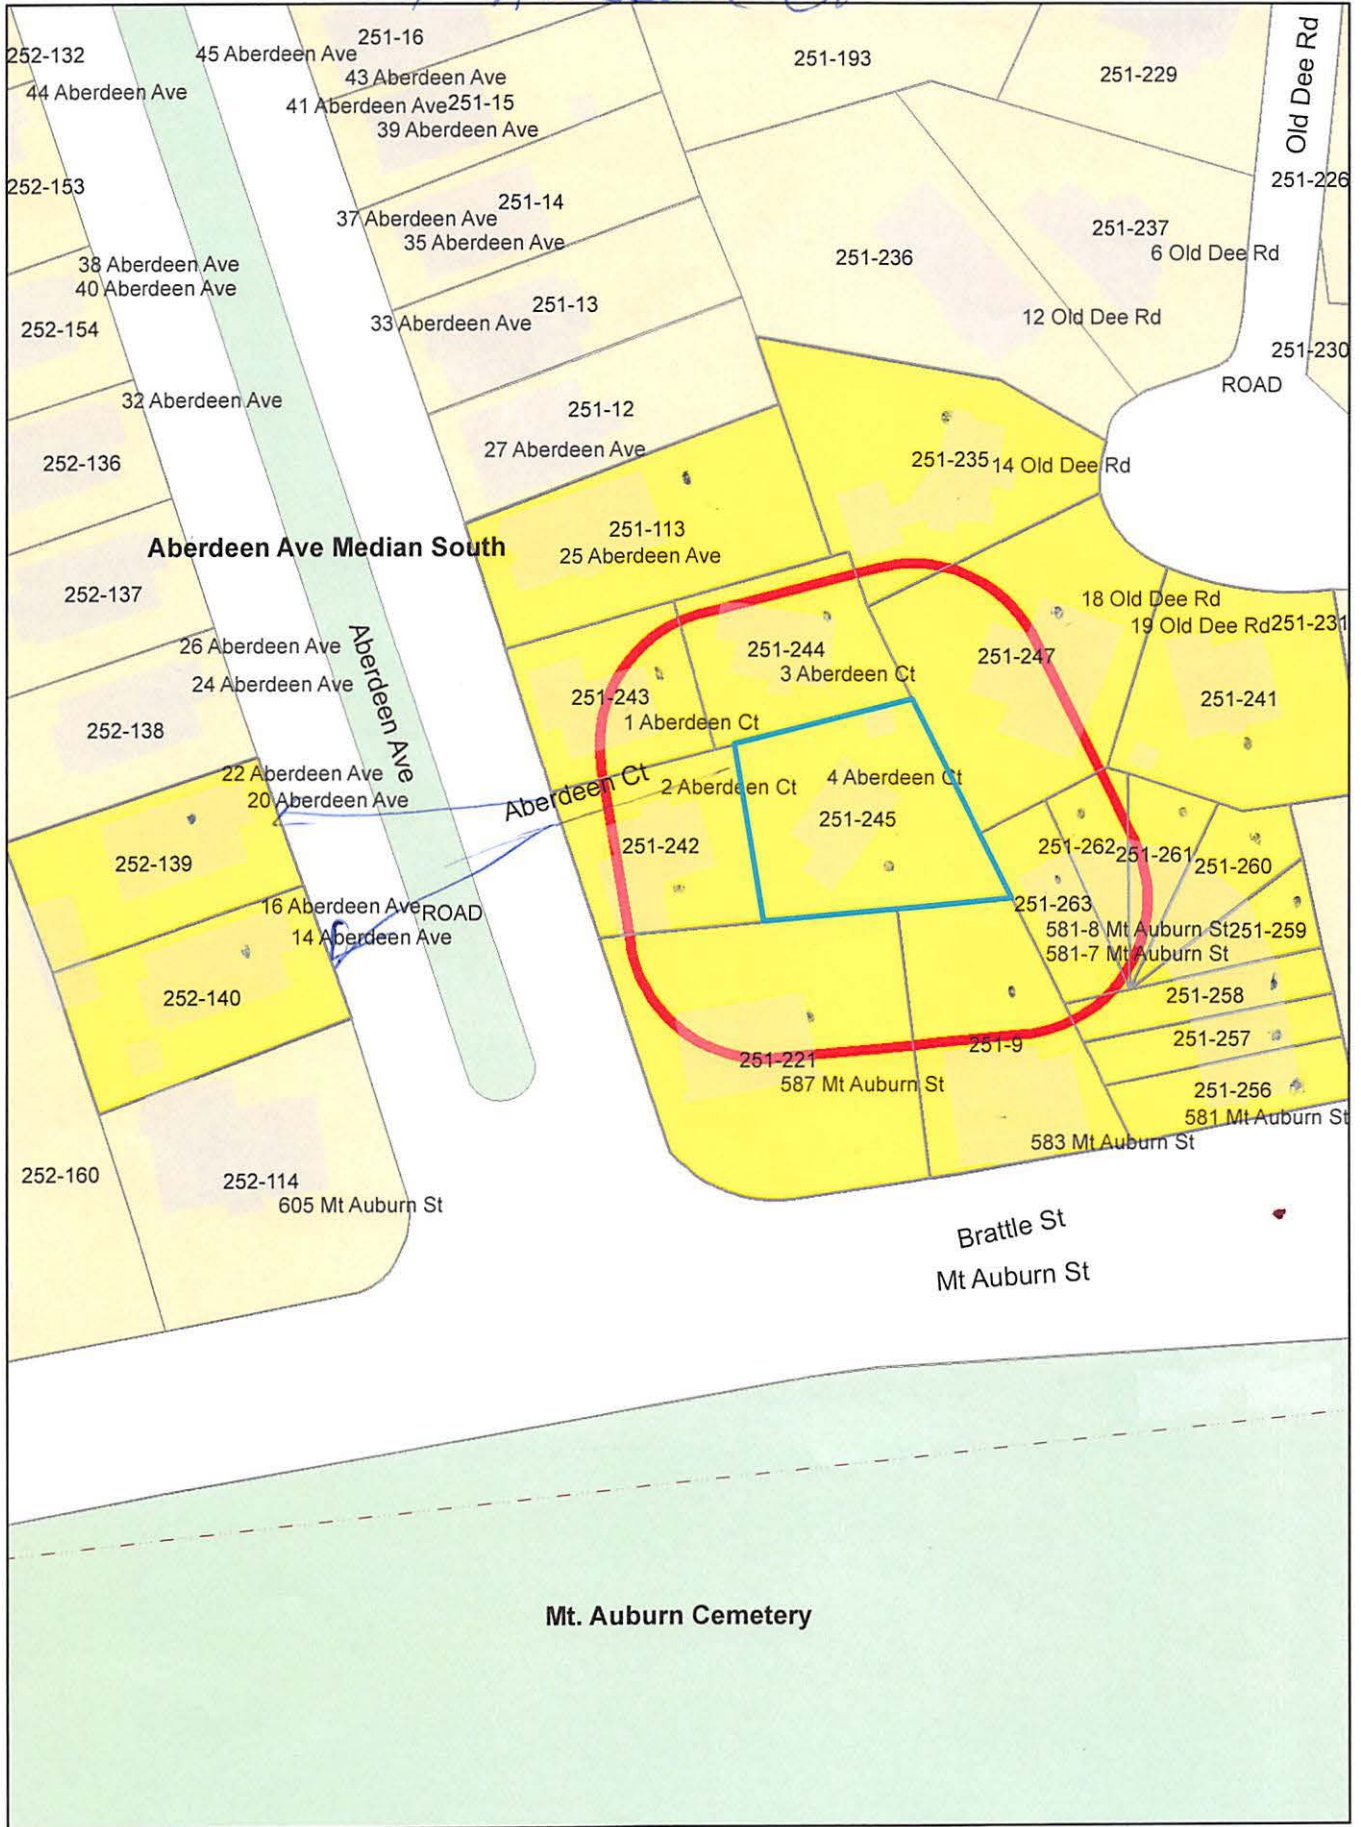 252-132
45 Aberdeen Ave
251-16
251-193
251-229
Old Dee Rd
44 Aberdeen Ave
43 Aberdeen Ave
41 Aberdeen Ave
251-15
39 Aberdeen Ave
252-153
251-226
37 Aberdeen Ave
251-14
35 Aberdeen Ave
251-237
6 Old Dee Rd
251-236
38 Aberdeen Ave
40 Aberdeen Ave
251-13
252-154
33 Aberdeen Ave
12 Old Dee Rd
251-230
ROAD
32 Aberdeen Ave
251-12
27 Aberdeen Ave
252-136
251-235
14 Old Dee Rd
251-113
25 Aberdeen Ave
Aberdeen Ave Median South
252-137
18 Old Dee Rd
19 Old Dee Rd
251-231
26 Aberdeen Ave
24 Aberdeen Ave
Aberdeen Ave
251-244
3 Aberdeen Ct
251-247
251-243
1 Aberdeen Ct
251-241
252-138
22 Aberdeen Ave
20 Aberdeen Ave
Aberdeen Ct
2 Aberdeen Ct
4 Aberdeen Ct
251-245
252-139
251-242
251-262
251-261
251-260
16 Aberdeen Ave
ROAD
14 Aberdeen Ave
251-263
581-8 Mt Auburn St
251-259
581-7 Mt Auburn St
252-140
251-258
251-257
251-221
251-9
587 Mt Auburn St
251-256
581 Mt Auburn St
583 Mt Auburn St
252-160
252-114
605 Mt Auburn St
Brattle St
Mt Auburn St
Mt. Auburn Cemetery